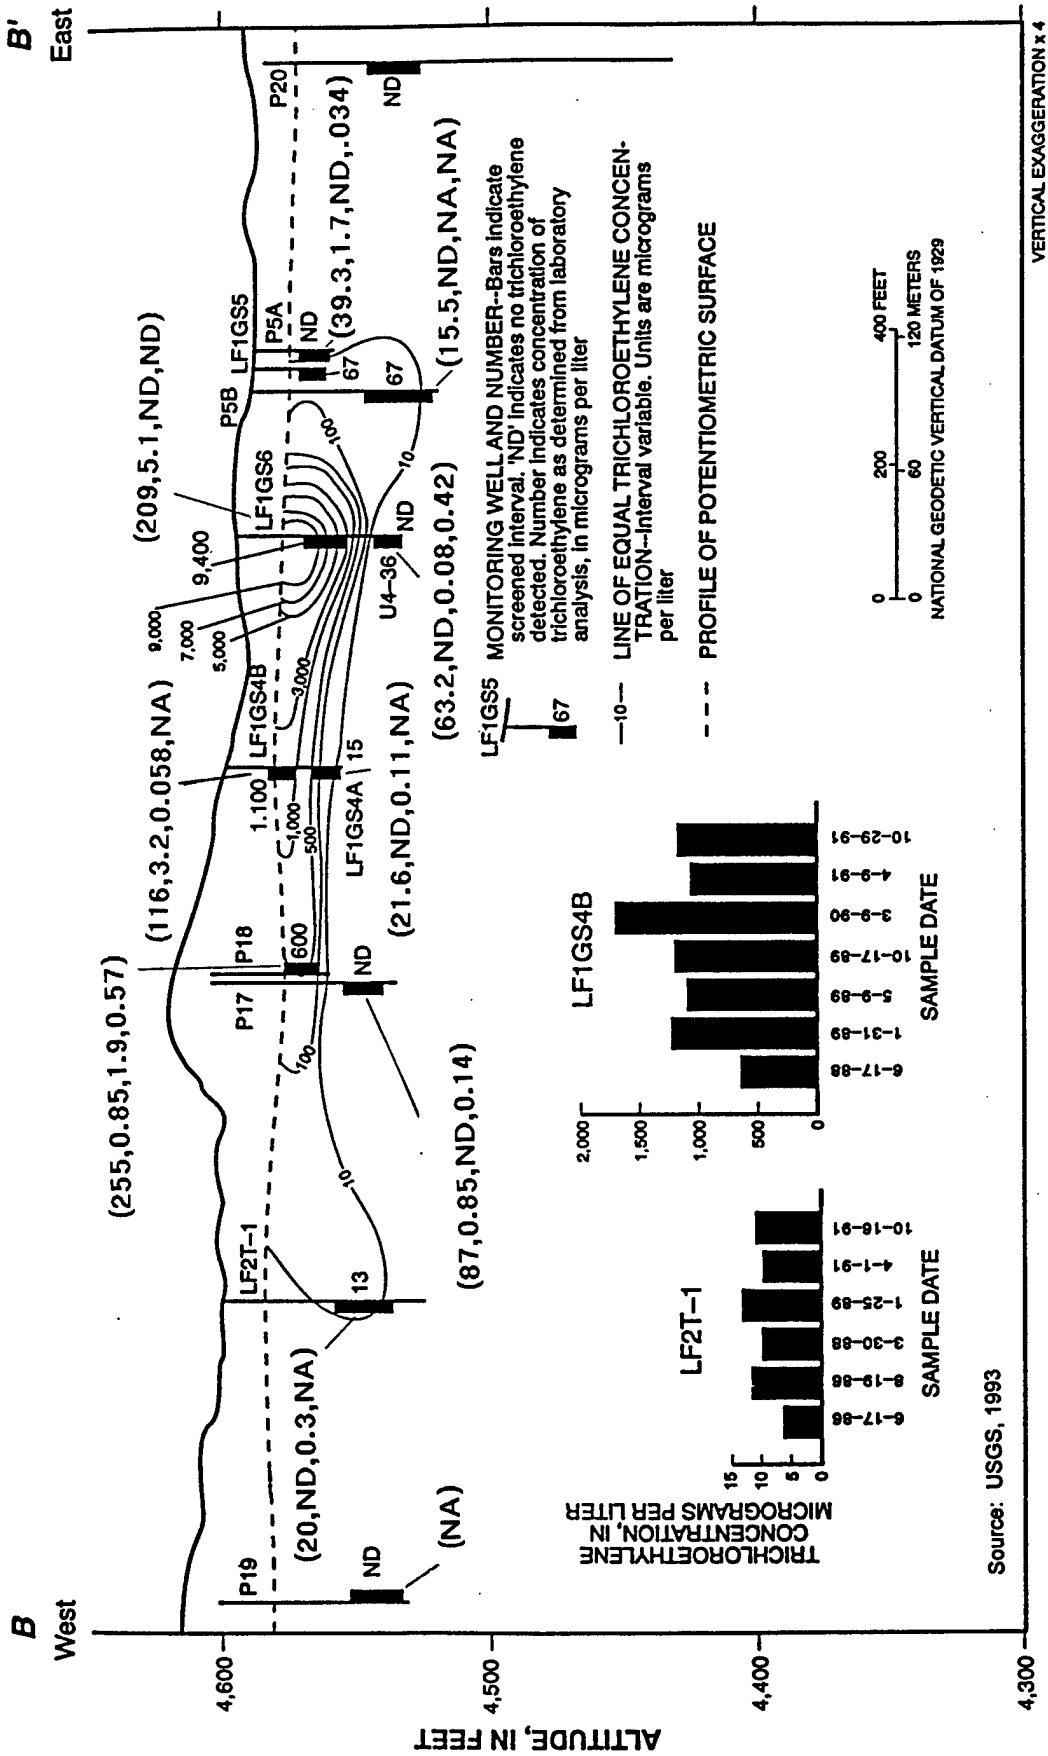 B
West
B'
East
ALTITUDE, IN FEET
4,600
4,500
4,400
4,300
(255,0.85,1.9,0.57)
(116,3.2,0.058,NA)
(209,5.1,ND,ND)
P19
LF2T-1
P17
P18
LF1GS4B
LF1GS6
P5B
LF1GS5
P5A
P20
9,000
7,000
5,000
9,400
1.100
1,000
3,000
500
600
100
100
10
10
ND
13
ND
LF1GS4A
15
U4-36
ND
67
67
ND
ND
(NA)
(20,ND,0.3,NA)
(87,0.85,ND,0.14)
(21.6,ND,0.11,NA)
(63.2,ND,0.08,0.42)
(15.5,ND,NA,NA)
(39.3,1.7,ND,.034)
LF1GS5
67
MONITORING WELL AND NUMBER--Bars indicate
screened interval. 'ND' indicates no trichloroethylene
detected. Number indicates concentration of
trichloroethylene as determined from laboratory
analysis, in micrograms per liter
—10—
LINE OF EQUAL TRICHLOROETHYLENE CONCEN-
TRATION--Interval variable. Units are micrograms
per liter
PROFILE OF POTENTIOMETRIC SURFACE
TRICHLOROETHYLENE
CONCENTRATION, IN
MICROGRAMS PER LITER
LF2T-1
15
10
5
0
6-17-86
8-19-86
3-30-88
1-25-89
4-1-91
10-16-91
SAMPLE DATE
LF1GS4B
2,000
1,500
1,000
500
0
6-17-88
1-31-89
5-9-89
10-17-89
3-9-90
4-9-91
10-29-91
SAMPLE DATE
0 200 400 FEET
0 60 120 METERS
NATIONAL GEODETIC VERTICAL DATUM OF 1929
Source: USGS, 1993
VERTICAL EXAGGERATION x 4